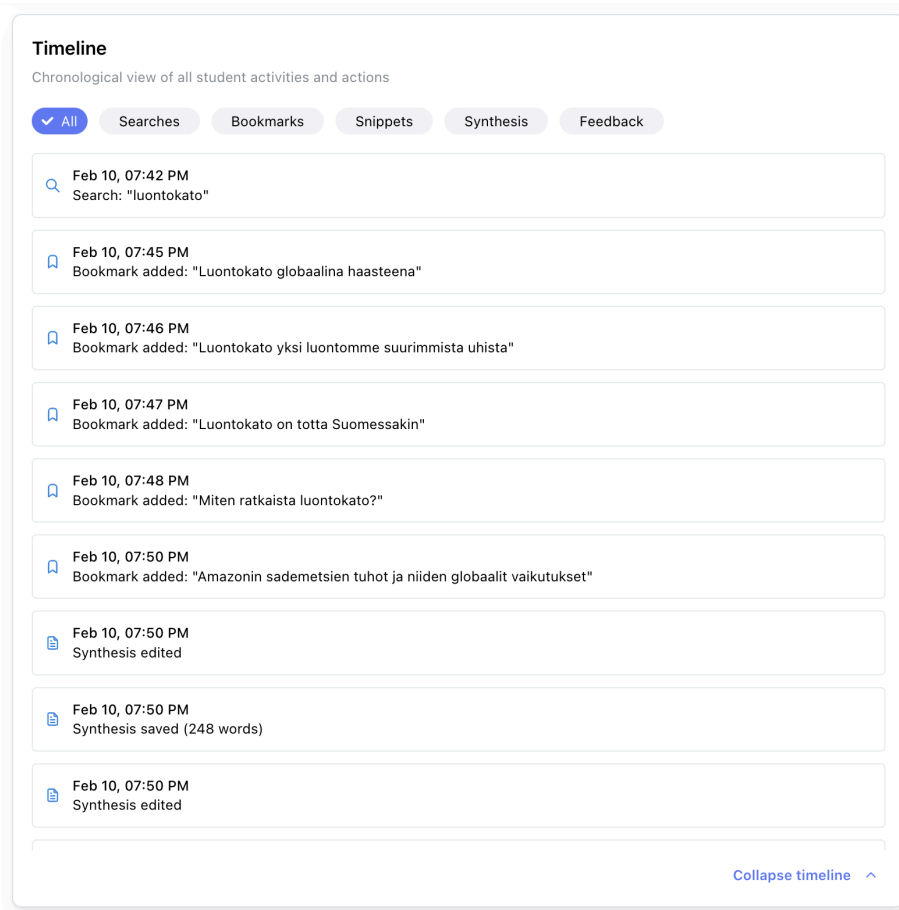 Timeline
Chronological view of all student activities and actions
All Searches Bookmarks Snippets Synthesis Feedback
Feb 10, 07:42 PM
Search: "luontokato"
Feb 10, 07:45 PM
Bookmark added: "Luontokato globaalina haasteena"
Feb 10, 07:46 PM
Bookmark added: "Luontokato yksi luontomme suurimmista uhista"
Feb 10, 07:47 PM
Bookmark added: "Luontokato on totta Suomessakin"
Feb 10, 07:48 PM
Bookmark added: "Miten ratkaista luontokato?"
Feb 10, 07:50 PM
Bookmark added: "Amazonin sademetsien tuhot ja niiden globaalit vaikutukset"
Feb 10, 07:50 PM
Synthesis edited
Feb 10, 07:50 PM
Synthesis saved (248 words)
Feb 10, 07:50 PM
Synthesis edited
Collapse timeline